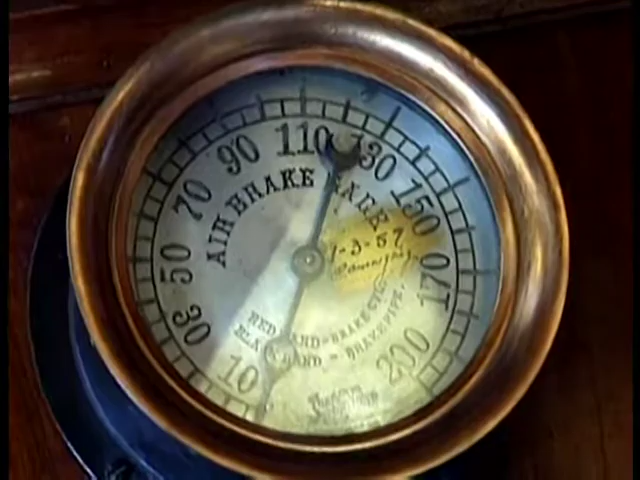 10 30 50 70 90 110 130 150 170 200
AIR BRAKE
1-3-57
RED HAND = BRAKE CYL.
BLACK HAND. = BRAKE PIPE.